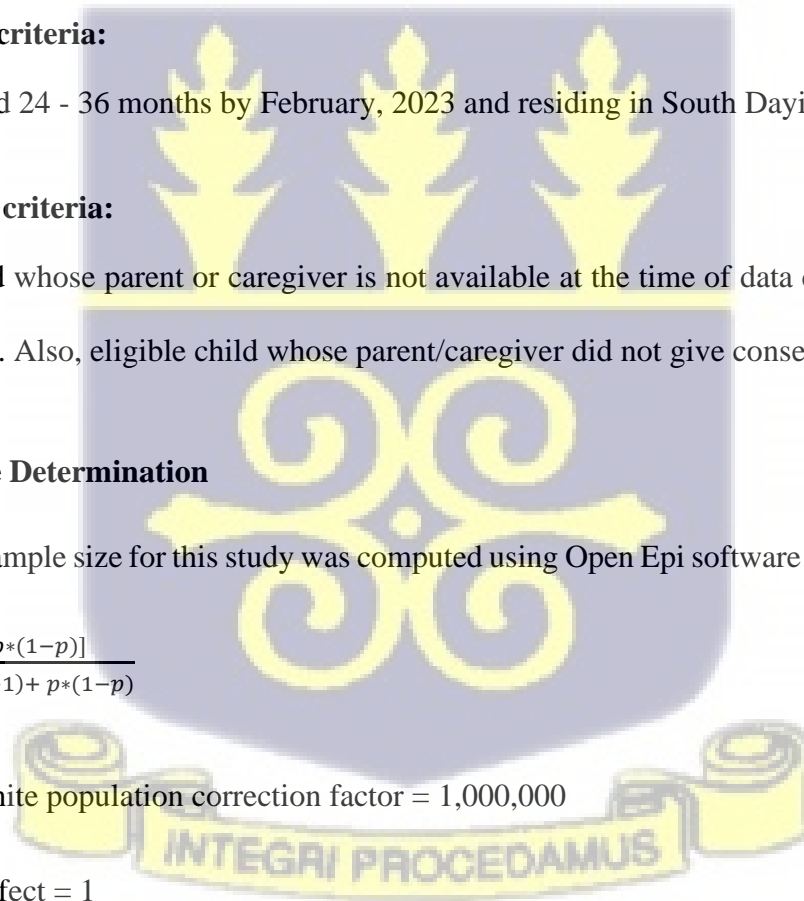 criteria:
d 24 - 36 months by February, 2023 and residing in South Dayi
criteria:
d whose parent or caregiver is not available at the time of data
. Also, eligible child whose parent/caregiver did not give conse
Determination
ample size for this study was computed using Open Epi software
p*(1−p)]
1)+ p*(1−p)
nite population correction factor = 1,000,000
INTEGRI PROCEDAMUS
fect = 1